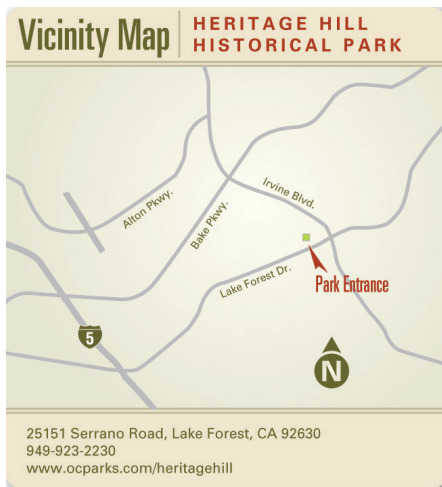 Vicinity Map
HERITAGE HILL
HISTORICAL PARK
Irvine Blvd.
Alton Pkwy.
Bake Pkwy.
Lake Forest Dr.
Park Entrance
5
N
25151 Serrano Road, Lake Forest, CA 92630
949-923-2230
www.ocparks.com/heritagehill